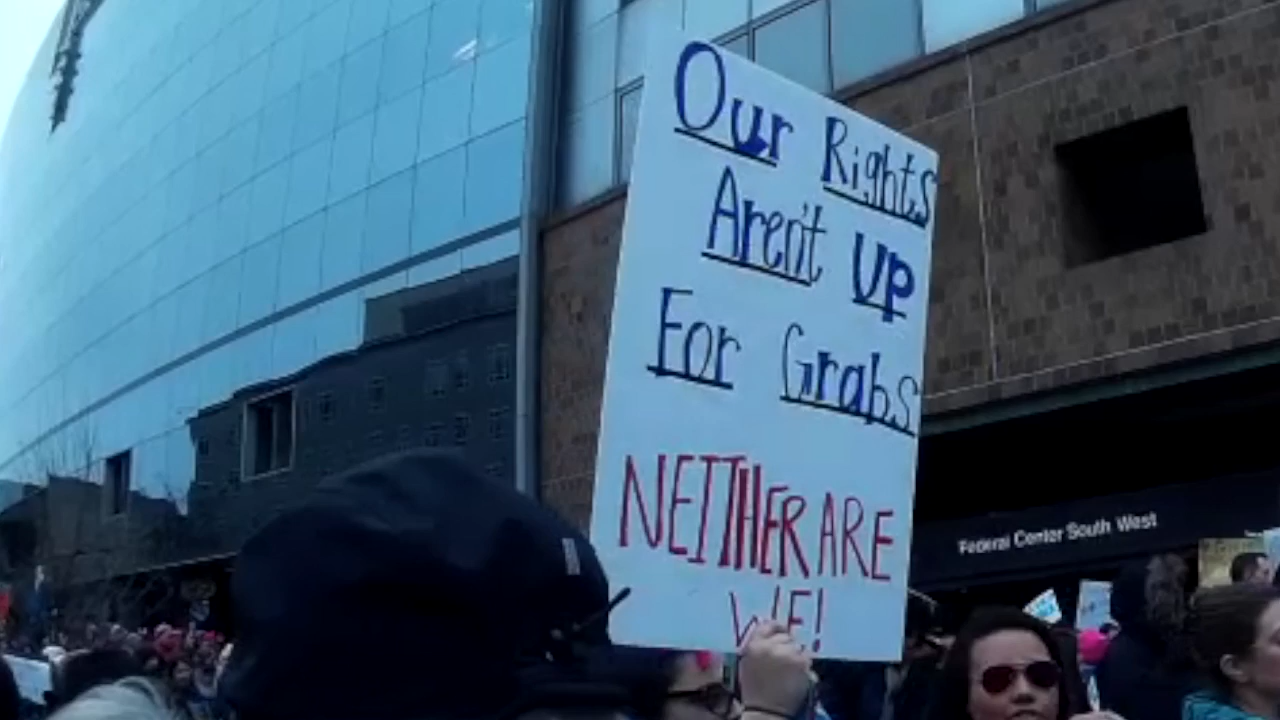 Our Rights
Aren't UP
For Grabs
NEITHER ARE
WE!
Federal Center South West